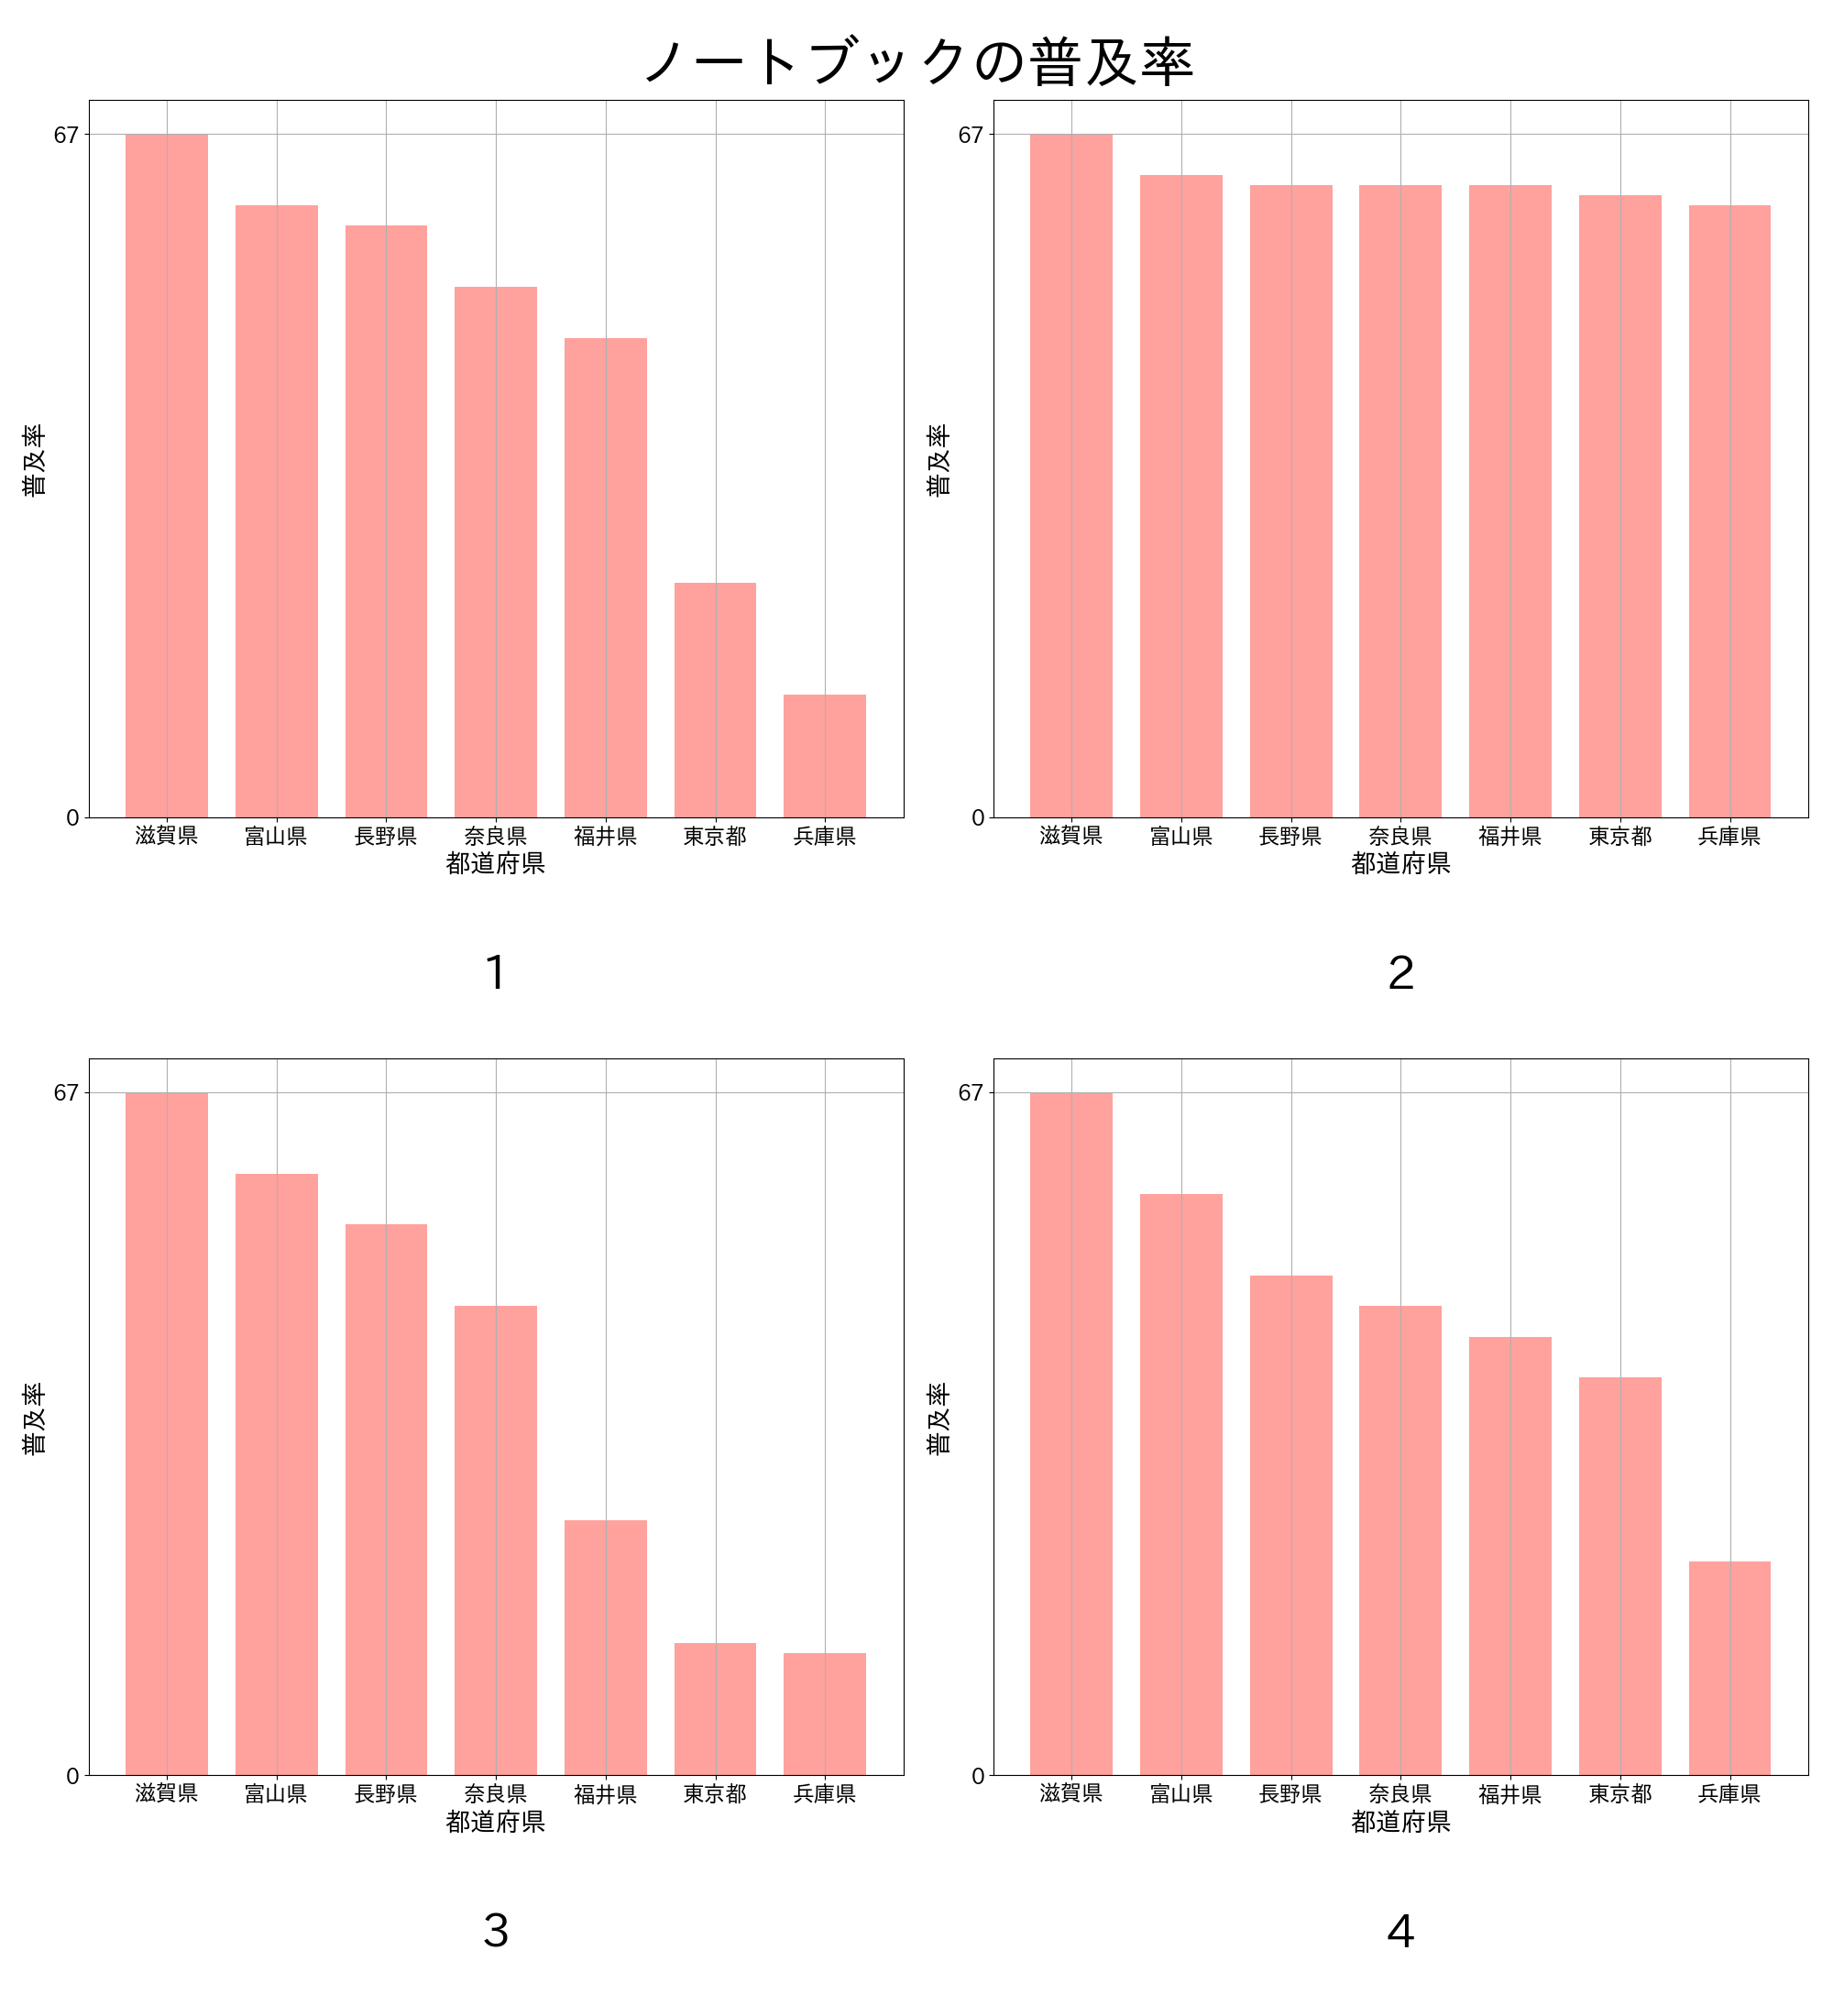 ノートブックの普及率
67
普及率
0
滋賀県 富山県 長野県 奈良県 福井県 東京都 兵庫県
都道府県
1
67
普及率
0
滋賀県 富山県 長野県 奈良県 福井県 東京都 兵庫県
都道府県
2
67
普及率
0
滋賀県 富山県 長野県 奈良県 福井県 東京都 兵庫県
都道府県
3
67
普及率
0
滋賀県 富山県 長野県 奈良県 福井県 東京都 兵庫県
都道府県
4